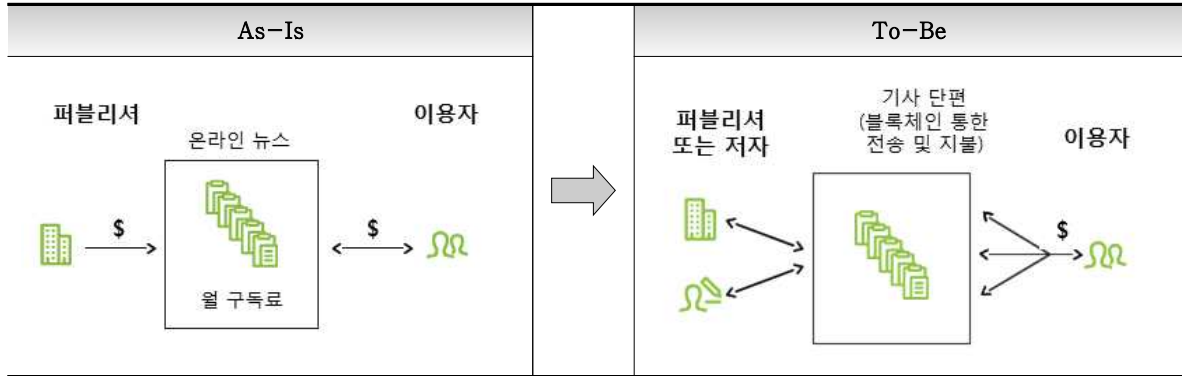 As-Is
퍼블리셔
이용자
온라인 뉴스
$
$
월 구독료
To-Be
퍼블리셔
또는 저자
기사 단편
(블록체인 통한
전송 및 지불)
이용자
$